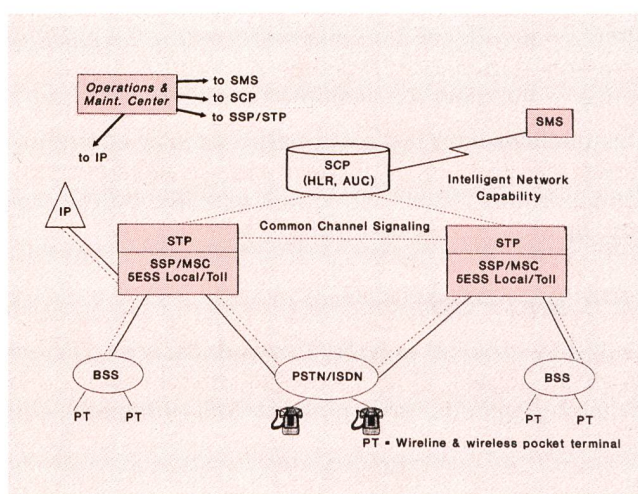 Operations &
Maint. Center
to SMS
to SCP
to SSP/STP
to IP
SMS
SCP
(HLR, AUC)
Intelligent Network
Capability
IP
Common Channel Signaling
STP
SSP/MSC
5ESS Local/Toll
STP
SSP/MSC
5ESS Local/Toll
BSS
PSTN/ISDN
BSS
PT
PT
PT
PT
PT = Wireline & wireless pocket terminal